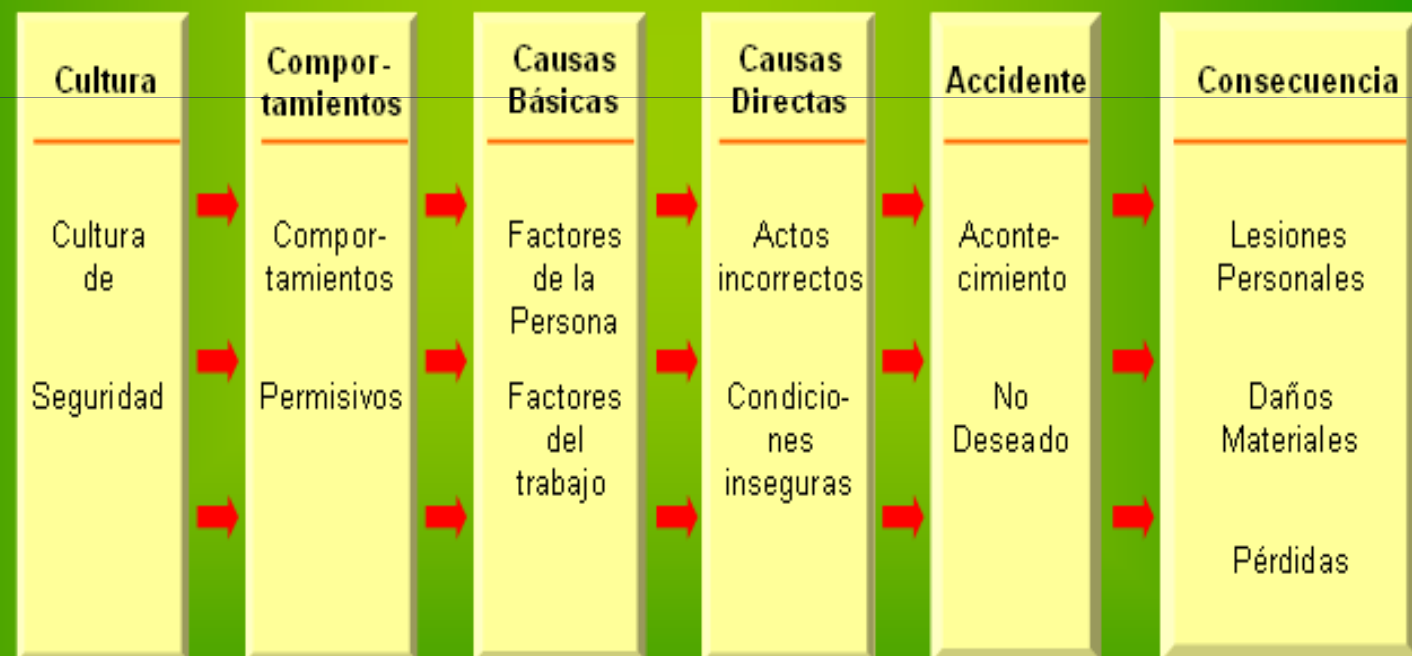 Cultura
Cultura
de
Seguridad
Compor-
tamientos
Compor-
tamientos
Permisivos
Causas
Básicas
Factores
de la
Persona
Factores
del
trabajo
Causas
Directas
Actos
incorrectos
Condicio-
nes
inseguras
Accidente
Aconte-
cimiento
No
Deseado
Consecuencia
Lesiones
Personales
Daños
Materiales
Pérdidas